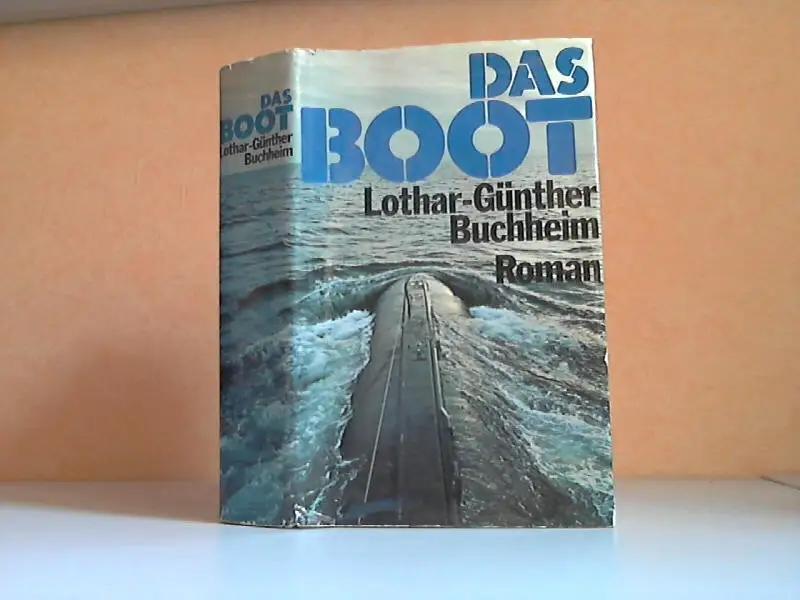 DAS
BOOT
Lothar-Günther
Buchheim
DAS
BOOT
Lothar-Günther
Buchheim
Roman